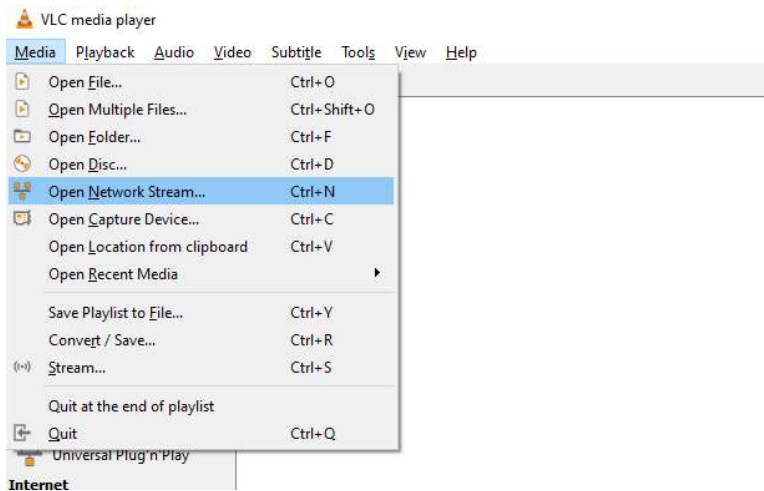 VLC media player
Media Playback Audio Video Subtitle Tools View Help
Open File... Ctrl+O
Open Multiple Files... Ctrl+Shift+O
Open Folder... Ctrl+F
Open Disc... Ctrl+D
Open Network Stream... Ctrl+N
Open Capture Device... Ctrl+C
Open Location from clipboard Ctrl+V
Open Recent Media
Save Playlist to File... Ctrl+Y
Convert / Save... Ctrl+R
Stream... Ctrl+S
Quit at the end of playlist
Quit Ctrl+Q
Universal Plug'n'Play
Internet